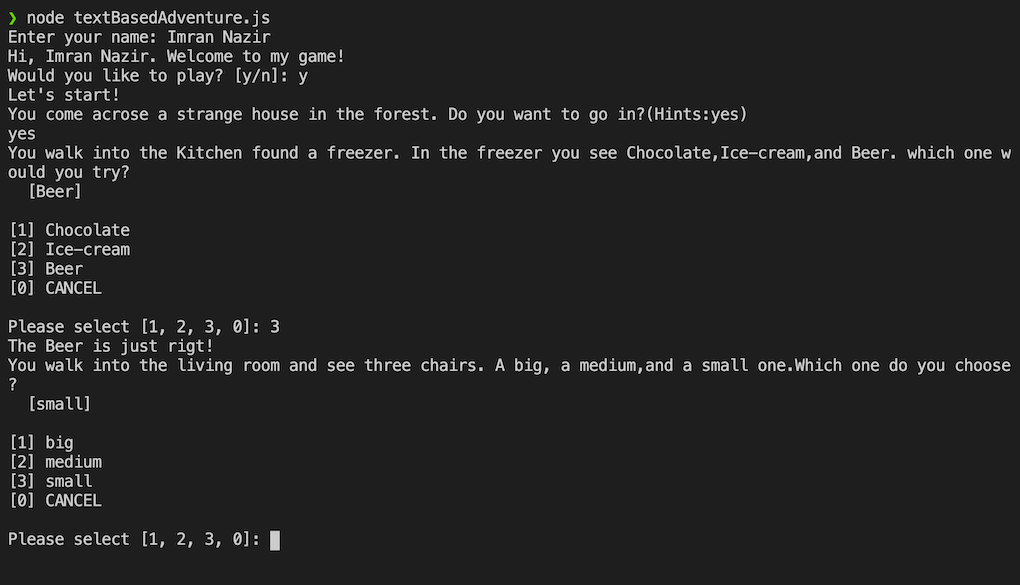 ❯ node textBasedAdventure.js
Enter your name: Imran Nazir
Hi, Imran Nazir. Welcome to my game!
Would you like to play? [y/n]: y
Let's start!
You come acrose a strange house in the forest. Do you want to go in?(Hints:yes)
yes
You walk into the Kitchen found a freezer. In the freezer you see Chocolate,Ice-cream,and Beer. which one w
ould you try?
[Beer]
[1] Chocolate
[2] Ice-cream
[3] Beer
[0] CANCEL
Please select [1, 2, 3, 0]: 3
The Beer is just rigt!
You walk into the living room and see three chairs. A big, a medium,and a small one.Which one do you choose
?
[small]
[1] big
[2] medium
[3] small
[0] CANCEL
Please select [1, 2, 3, 0]: